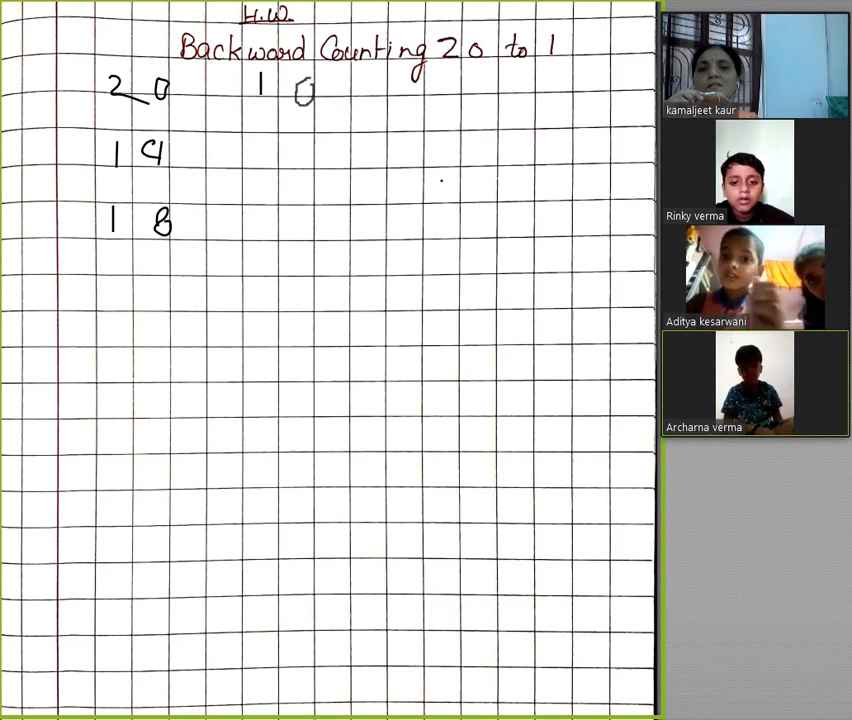 H.W.
Backward Counting 20 to 1
20 10
19
18
kamaljeet kaur
Rinky verma
Aditya kesarwani
Archarna verma